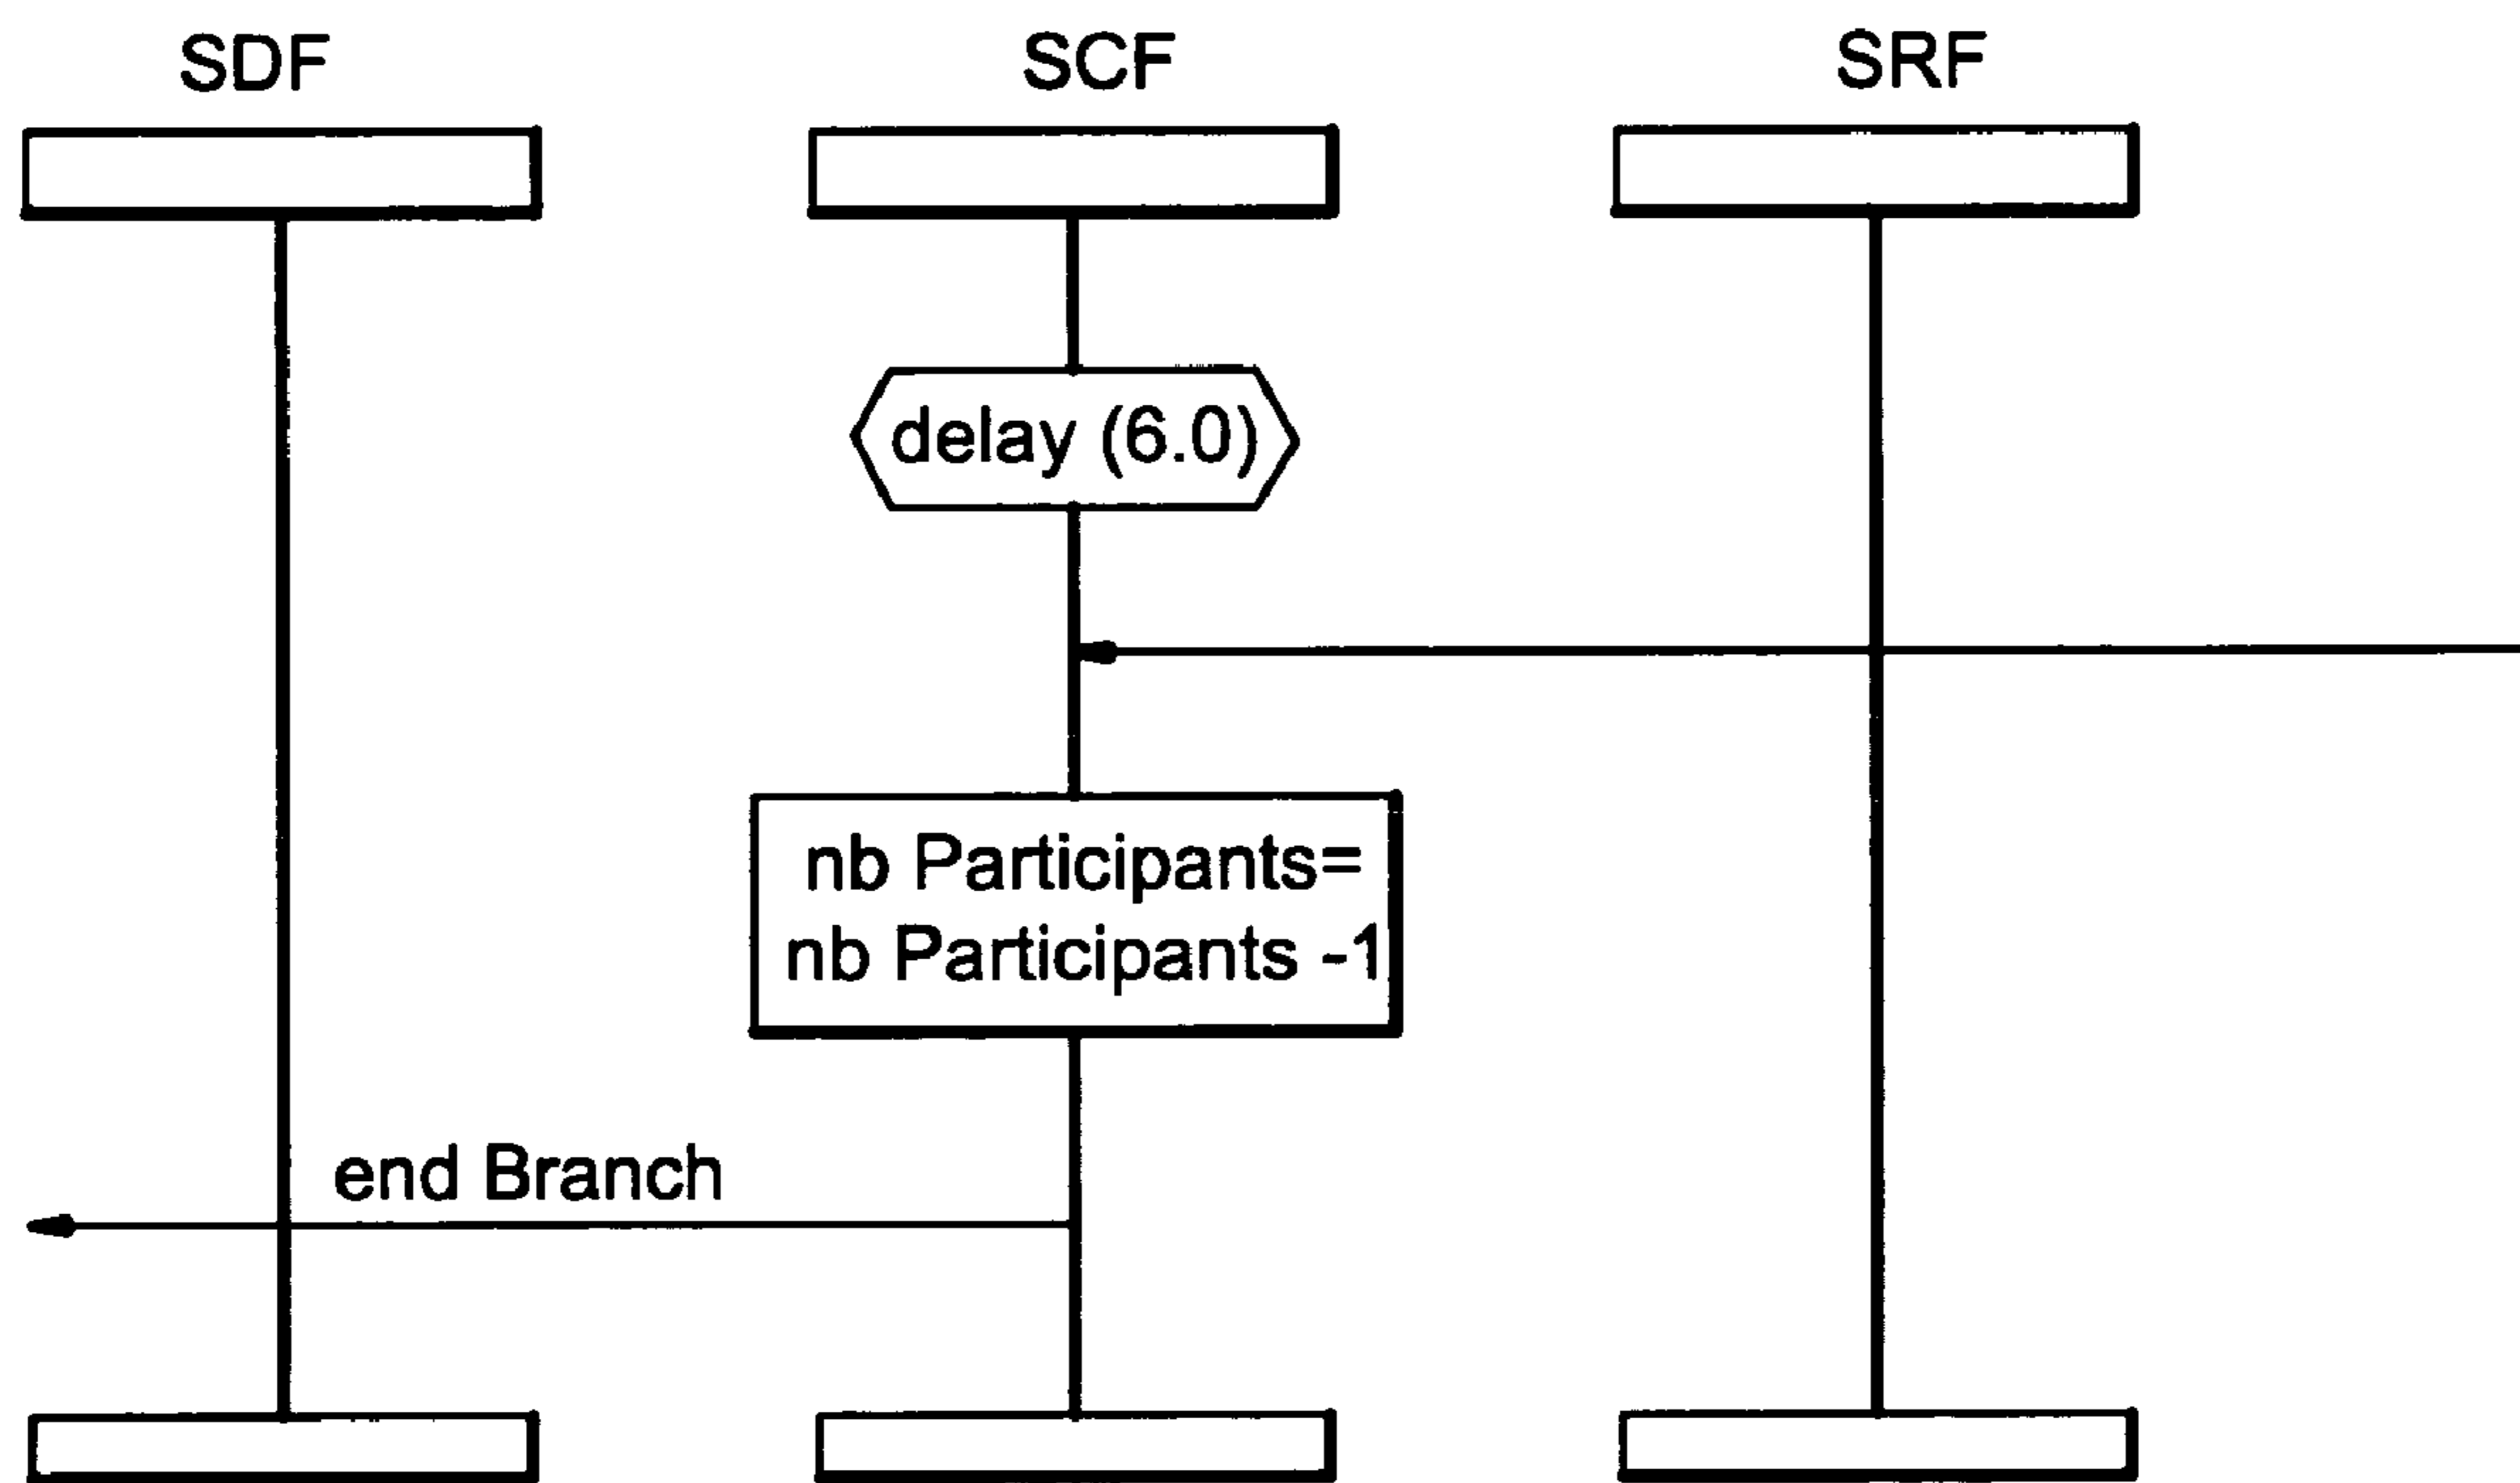 SDF
SCF
SRF
delay (6.0)
nb Participants=
nb Participants -1
end Branch